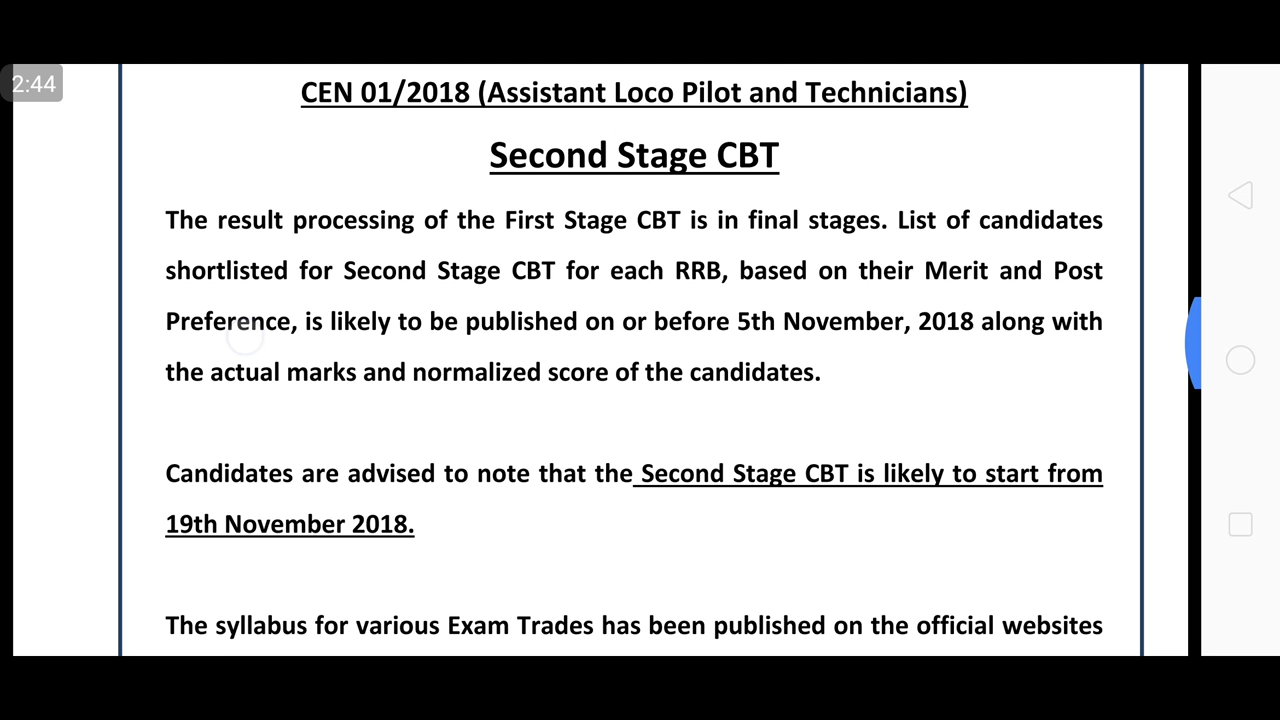 2:44
CEN 01/2018 (Assistant Loco Pilot and Technicians)
Second Stage CBT
The result processing of the First Stage CBT is in final stages. List of candidates
shortlisted for Second Stage CBT for each RRB, based on their Merit and Post
Preference, is likely to be published on or before 5th November, 2018 along with
the actual marks and normalized score of the candidates.
Candidates are advised to note that the Second Stage CBT is likely to start from
19th November 2018.
The syllabus for various Exam Trades has been published on the official websites